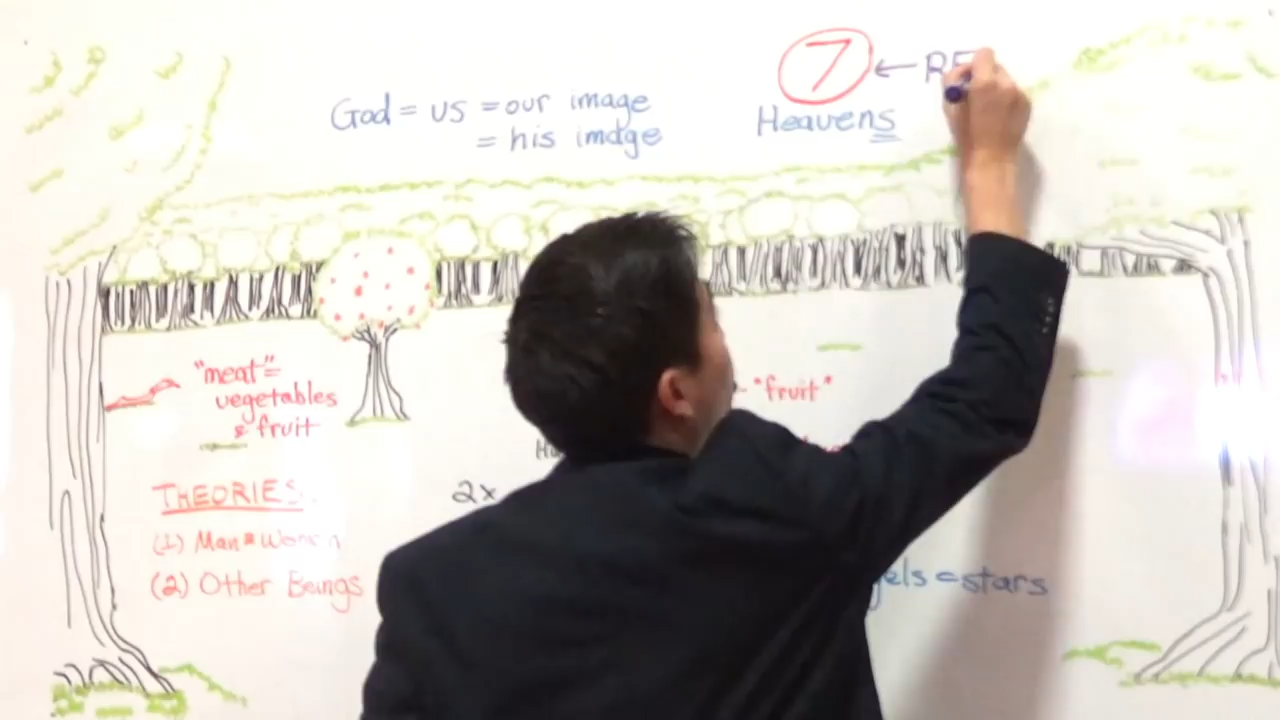 7 ← RE
God = us = our image
= his image
Heavens
"meat" =
vegetables
& fruit
"fruit"
2x
THEORIES
(1) Man = Women
(2) Other Beings
gels = stars